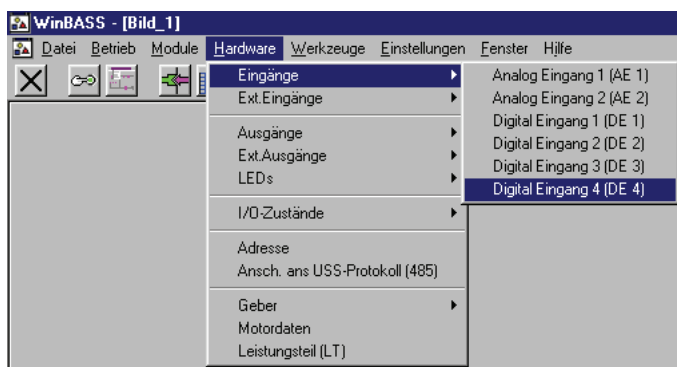 WinBASS - [Bild_1]
Datei Betrieb Module Hardware Werkzeuge Einstellungen Fenster Hilfe
Eingänge
Ext.Eingänge
Ausgänge
Ext.Ausgänge
LEDs
I/O-Zustände
Adresse
Ansch. ans USS-Protokoll (485)
Geber
Motordaten
Leistungsteil (LT)
Analog Eingang 1 (AE 1)
Analog Eingang 2 (AE 2)
Digital Eingang 1 (DE 1)
Digital Eingang 2 (DE 2)
Digital Eingang 3 (DE 3)
Digital Eingang 4 (DE 4)